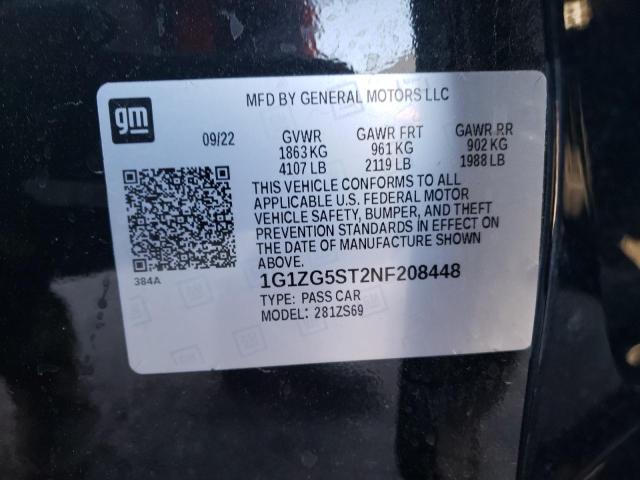 gm
MFD BY GENERAL MOTORS LLC
09/22 GVWR GAWR FRT GAWR RR
1863 KG 961 KG 902 KG
4107 LB 2119 LB 1988 LB
THIS VEHICLE CONFORMS TO ALL
APPLICABLE U.S. FEDERAL MOTOR
VEHICLE SAFETY, BUMPER, AND THEFT
PREVENTION STANDARDS IN EFFECT ON
THE DATE OF MANUFACTURE SHOWN
ABOVE.
384A
1G1ZG5ST2NF208448
TYPE: PASS CAR
MODEL: 281ZS69